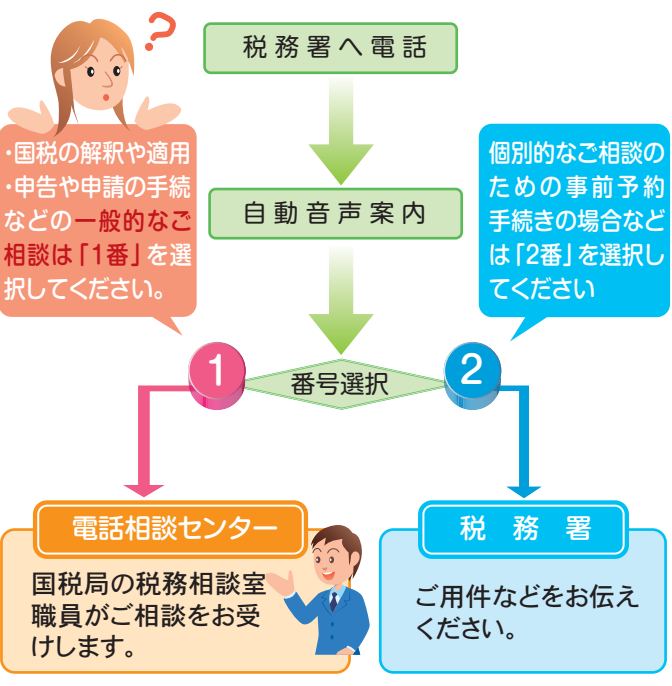 ?
税務署へ電話
・国税の解釈や適用
・申告や申請の手続
などの一般的なご
相談は「1番」を選
択してください。
自動音声案内
個別的なご相談の
ための事前予約
手続きの場合など
は「2番」を選択し
てください
1
番号選択
2
電話相談センター
国税局の税務相談室
職員がご相談をお受
けします。
税務署
ご用件などをお伝え
ください。